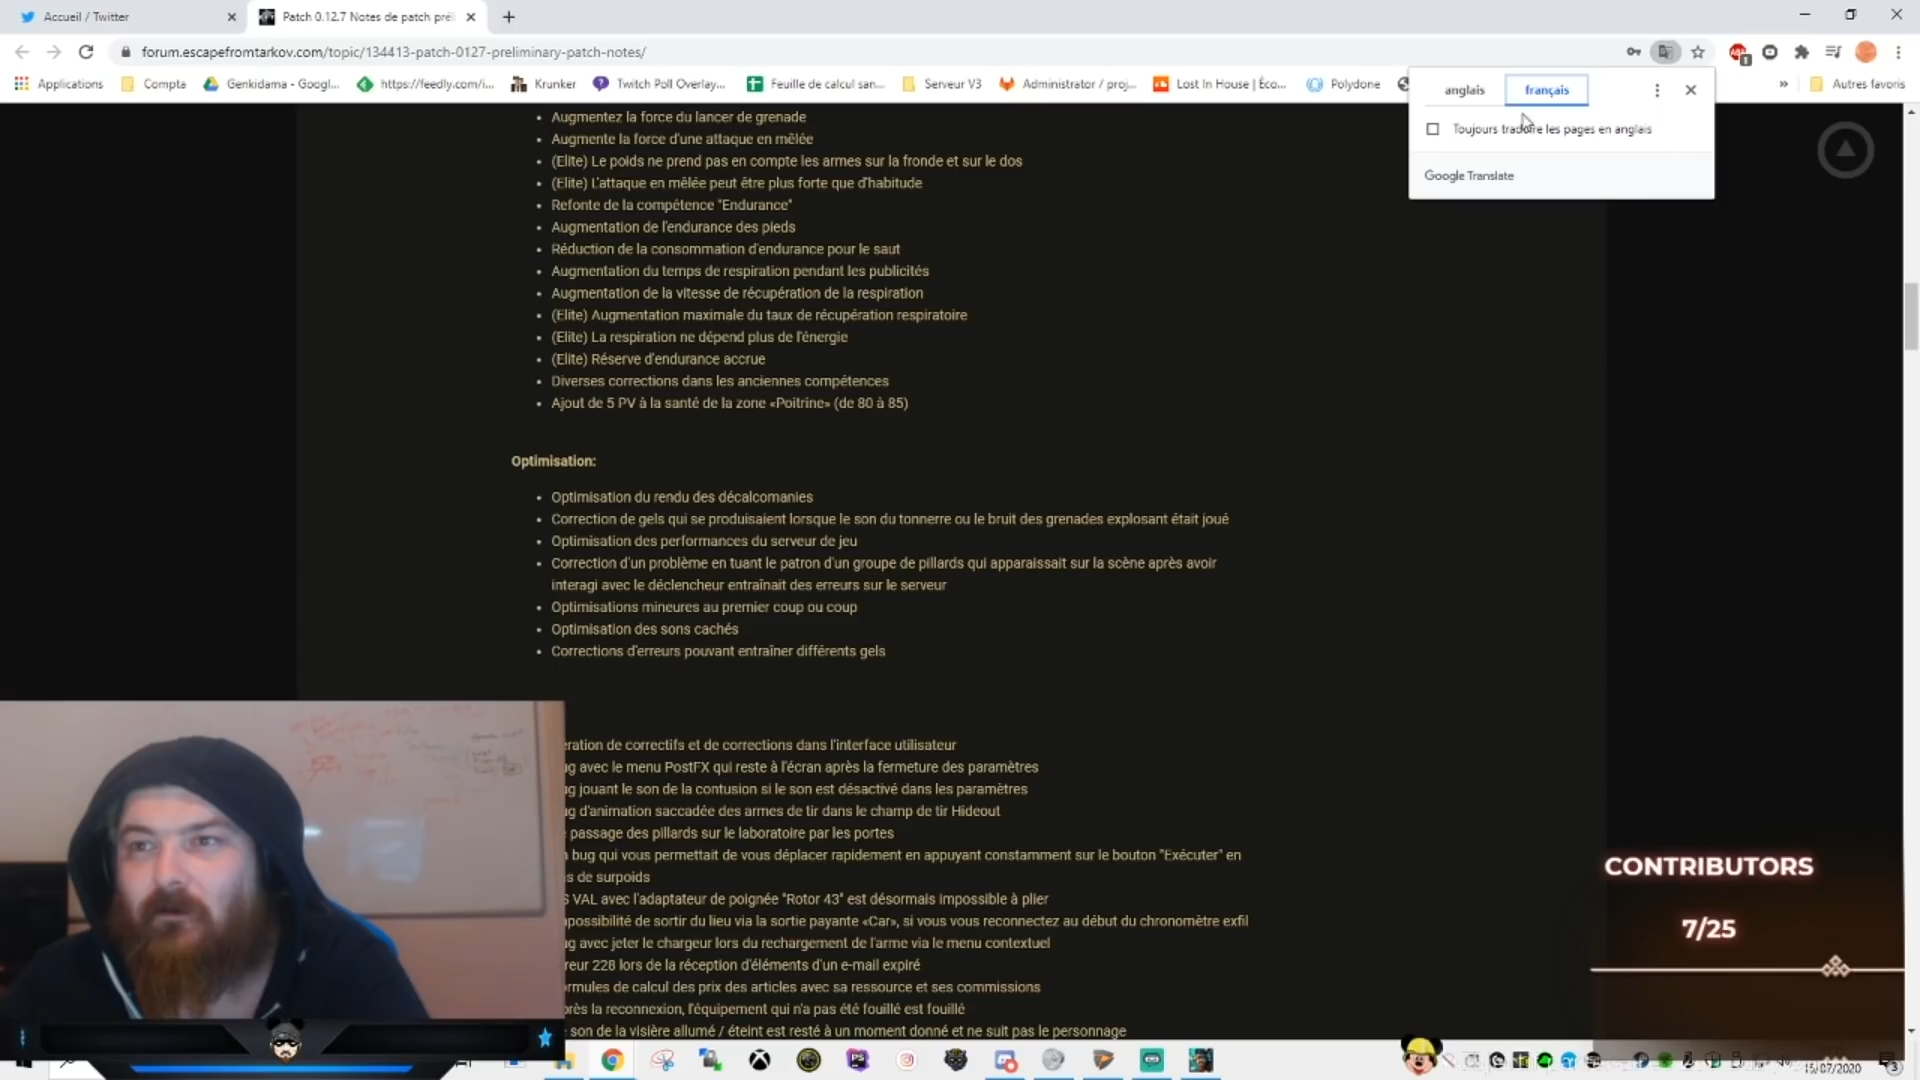 Accueil / Twitter
Patch 0.12.7 Notes de patch préli
forum.escapefromtarkov.com/topic/134413-patch-0127-preliminary-patch-notes/
Applications
Compta
Genkidama - Googl...
https://feedly.com/i...
Krunker
Twitch Poll Overlay...
Feuille de calcul san...
Serveur V3
Administrator / proj...
Lost In House | Éco...
Polydone
»
Autres favoris
anglais
français
Toujours traduire les pages en anglais
Google Translate
Augmentez la force du lancer de grenade
Augmente la force d'une attaque en mêlée
(Elite) Le poids ne prend pas en compte les armes sur la fronde et sur le dos
(Elite) L'attaque en mêlée peut être plus forte que d'habitude
Refonte de la compétence "Endurance"
Augmentation de l'endurance des pieds
Réduction de la consommation d'endurance pour le saut
Augmentation du temps de respiration pendant les publicités
Augmentation de la vitesse de récupération de la respiration
(Elite) Augmentation maximale du taux de récupération respiratoire
(Elite) La respiration ne dépend plus de l'énergie
(Elite) Réserve d'endurance accrue
Diverses corrections dans les anciennes compétences
Ajout de 5 PV à la santé de la zone «Poitrine» (de 80 à 85)
Optimisation:
Optimisation du rendu des décalcomanies
Correction de gels qui se produisaient lorsque le son du tonnerre ou le bruit des grenades explosant était joué
Optimisation des performances du serveur de jeu
Correction d'un problème en tuant le patron d'un groupe de pillards qui apparaissait sur la scène après avoir
interagi avec le déclencheur entraînait des erreurs sur le serveur
Optimisations mineures au premier coup ou coup
Optimisation des sons cachés
Corrections d'erreurs pouvant entraîner différents gels
ération de correctifs et de corrections dans l'interface utilisateur
ug avec le menu PostFX qui reste à l'écran après la fermeture des paramètres
ug jouant le son de la contusion si le son est désactivé dans les paramètres
ug d'animation saccadée des armes de tir dans le champ de tir Hideout
passage des pillards sur le laboratoire par les portes
bug qui vous permettait de vous déplacer rapidement en appuyant constamment sur le bouton "Exécuter" en
s de surpoids
S VAL avec l'adaptateur de poignée "Rotor 43" est désormais impossible à plier
possibilité de sortir du lieu via la sortie payante «Car», si vous vous reconnectez au début du chronomètre exfil
ug avec jeter le chargeur lors du rechargement de l'arme via le menu contextuel
reur 228 lors de la réception d'éléments d'un e-mail expiré
ormules de calcul des prix des articles avec sa ressource et ses commissions
près la reconnexion, l'équipement qui n'a pas été fouillé est fouillé
son de la visière allumé / éteint est resté à un moment donné et ne suit pas le personnage
CONTRIBUTORS
7/25
15/07/2020